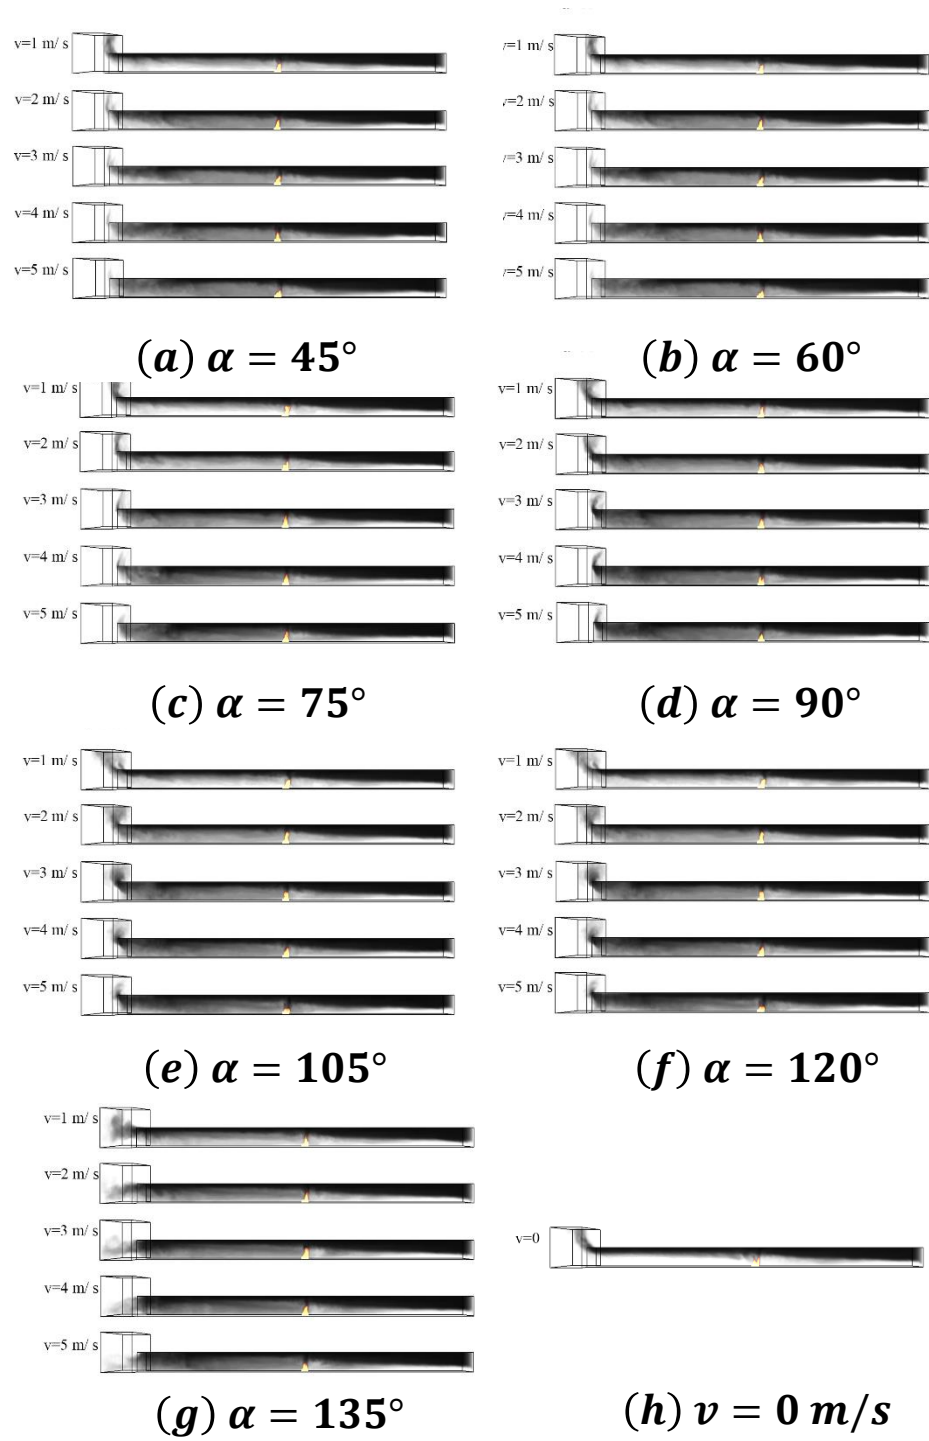 v=1 m/ s
v=2 m/ s
v=3 m/ s
v=4 m/ s
v=5 m/ s
(a) α = 45°
v=1 m/ s
v=2 m/ s
v=3 m/ s
v=4 m/ s
v=5 m/ s
(b) α = 60°
v=1 m/ s
v=2 m/ s
v=3 m/ s
v=4 m/ s
v=5 m/ s
(c) α = 75°
v=1 m/ s
v=2 m/ s
v=3 m/ s
v=4 m/ s
v=5 m/ s
(d) α = 90°
v=1 m/ s
v=2 m/ s
v=3 m/ s
v=4 m/ s
v=5 m/ s
(e) α = 105°
v=1 m/ s
v=2 m/ s
v=3 m/ s
v=4 m/ s
v=5 m/ s
(f) α = 120°
v=1 m/ s
v=2 m/ s
v=3 m/ s
v=4 m/ s
v=5 m/ s
(g) α = 135°
v=0
(h) v = 0 m/s